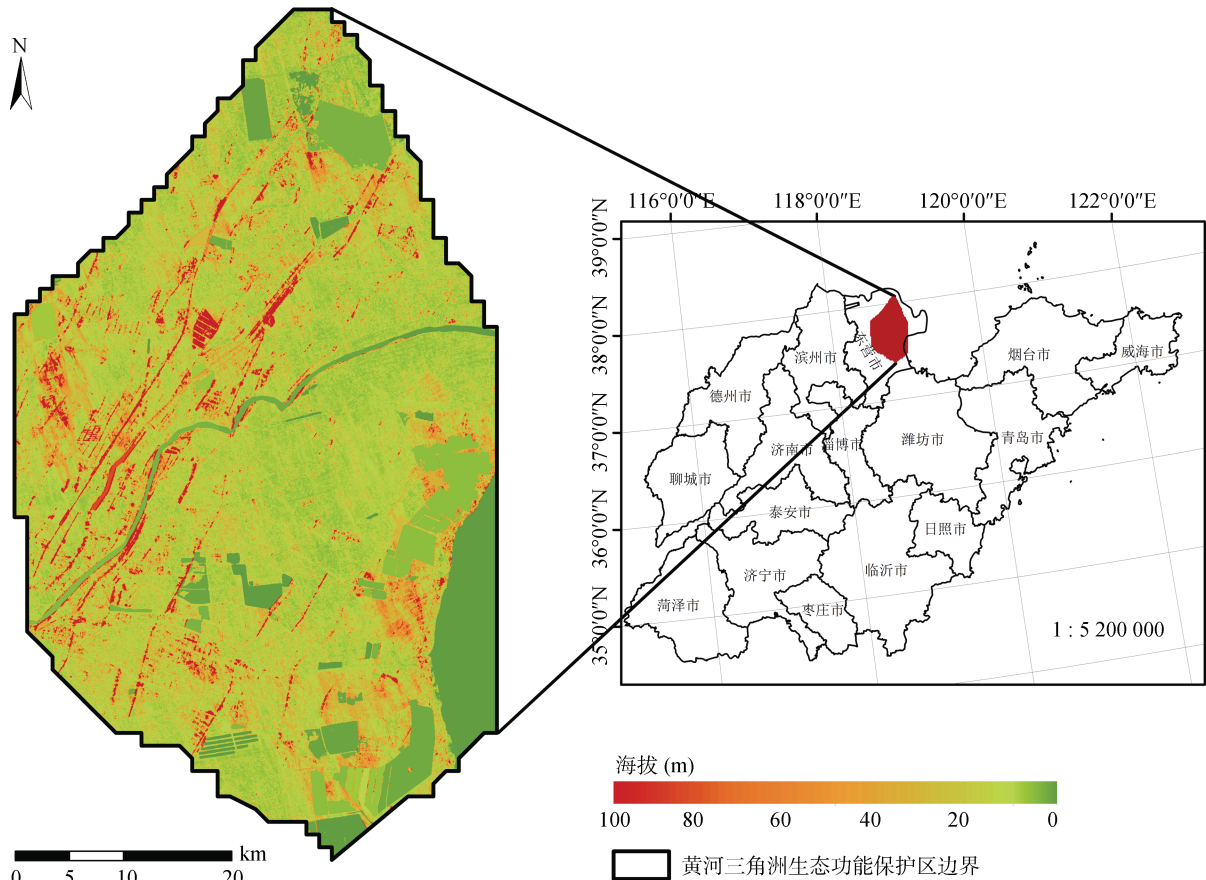 N
116°0′0″E 118°0′0″E 120°0′0″E 122°0′0″E
39°0′0″N
38°0′0″N
37°0′0″N
36°0′0″N
35°0′0″N
滨州市
东营市
烟台市
威海市
德州市
济南市
淄博市
潍坊市
青岛市
聊城市
泰安市
日照市
济宁市
临沂市
菏泽市
枣庄市
1 : 5 200 000
海拔 (m)
100 80 60 40 20 0
黄河三角洲生态功能保护区边界
km
0 5 10 20